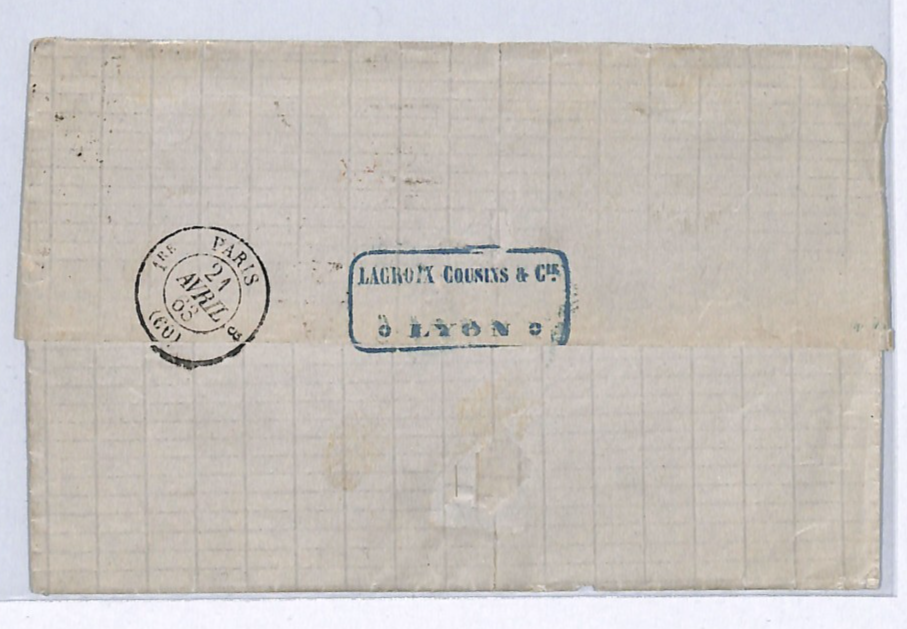 1RE PARIS
21
AVRIL
68
(60)
LACROIX COUSINS & CIE
LYON